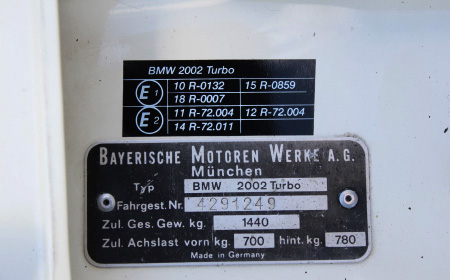 BMW 2002 Turbo
E1 10 R-0132 15 R-0859
18 R-0007
E2 11 R-72.004 12 R-72.004
14 R-72.011
BAYERISCHE MOTOREN WERKE A.G.
München
Typ BMW 2002 Turbo
Fahrgest. Nr. 4291249
Zul. Ges. Gew. kg. 1440
Zul. Achslast vorn kg. 700 hint. kg. 780
Made in Germany